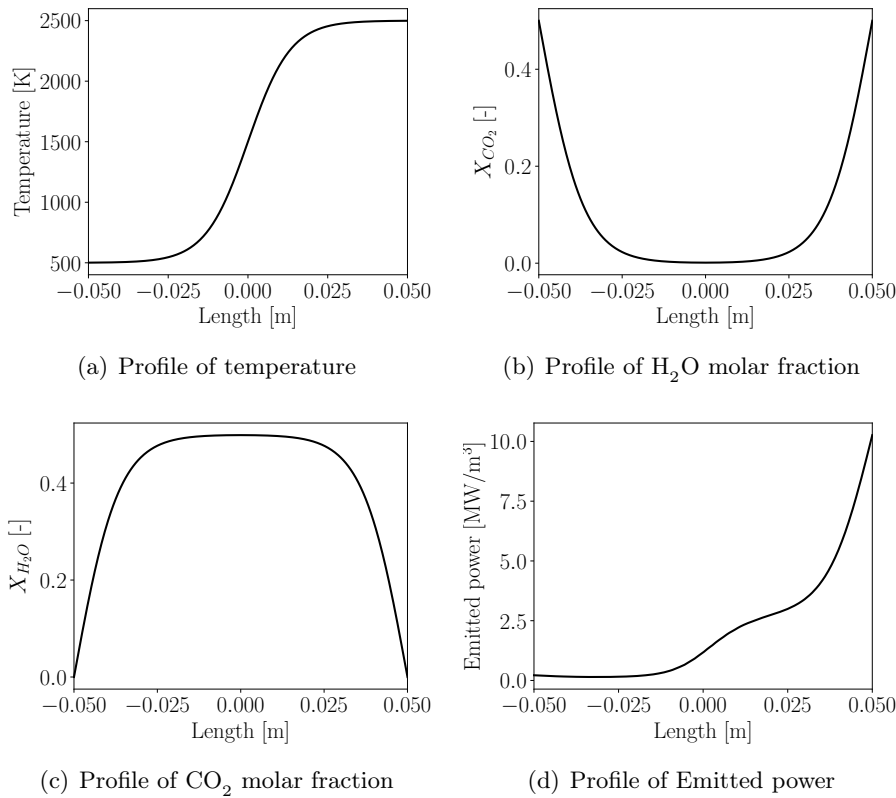 2500
2000
1500
1000
500
Temperature [K]
−0.050 −0.025 0.000 0.025 0.050
Length [m]
(a) Profile of temperature
0.4
0.2
0.0
X_{CO_2} [-]
−0.050 −0.025 0.000 0.025 0.050
Length [m]
(b) Profile of H₂O molar fraction
0.4
0.2
0.0
X_{H_2O} [-]
−0.050 −0.025 0.000 0.025 0.050
Length [m]
(c) Profile of CO₂ molar fraction
10.0
7.5
5.0
2.5
0.0
Emitted power [MW/m³]
−0.050 −0.025 0.000 0.025 0.050
Length [m]
(d) Profile of Emitted power